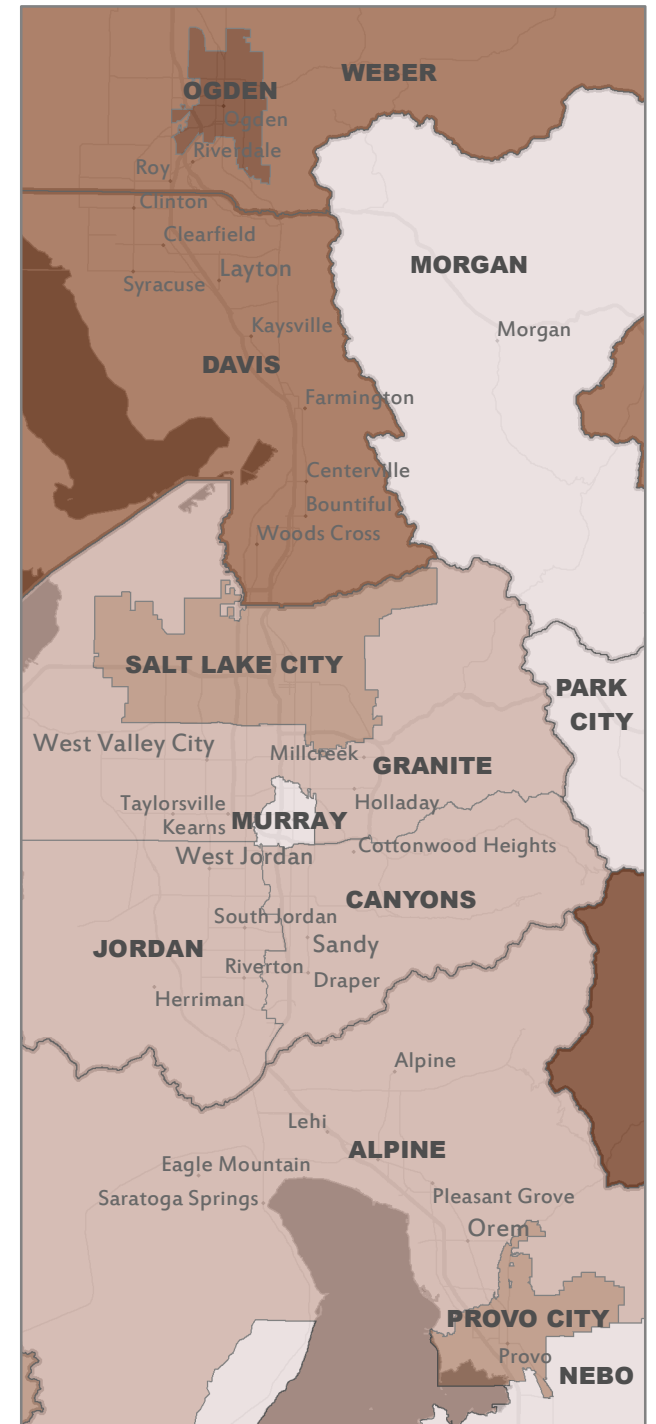 WEBER
OGDEN
Ogden
Riverdale
Roy
Clinton
Clearfield
MORGAN
Layton
Syracuse
Kaysville
Morgan
DAVIS
Farmington
Centerville
Bountiful
Woods Cross
SALT LAKE CITY
PARK
CITY
West Valley City
Millcreek
GRANITE
Taylorsville
Holladay
Kearns
MURRAY
Cottonwood Heights
West Jordan
CANYONS
South Jordan
JORDAN
Sandy
Riverton
Draper
Herriman
Alpine
Lehi
ALPINE
Eagle Mountain
Saratoga Springs
Pleasant Grove
Orem
PROVO CITY
Provo
NEBO